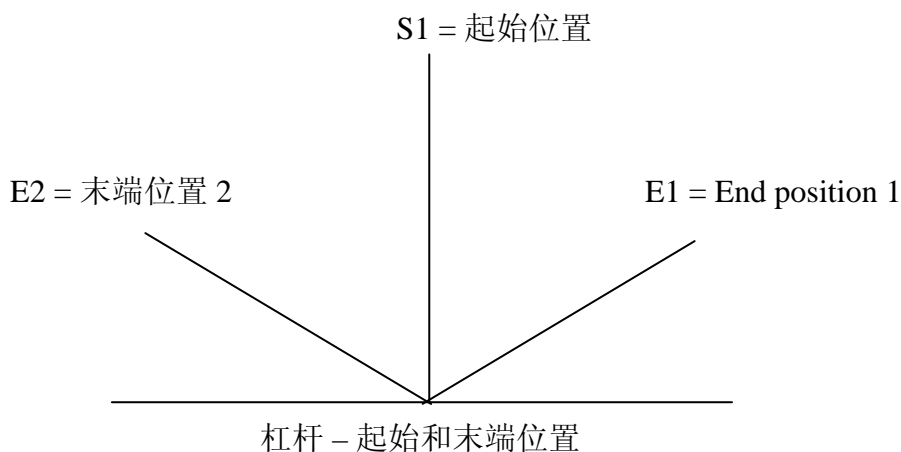 S1 = 起始位置
E2 = 末端位置 2
E1 = End position 1
杠杆 – 起始和末端位置